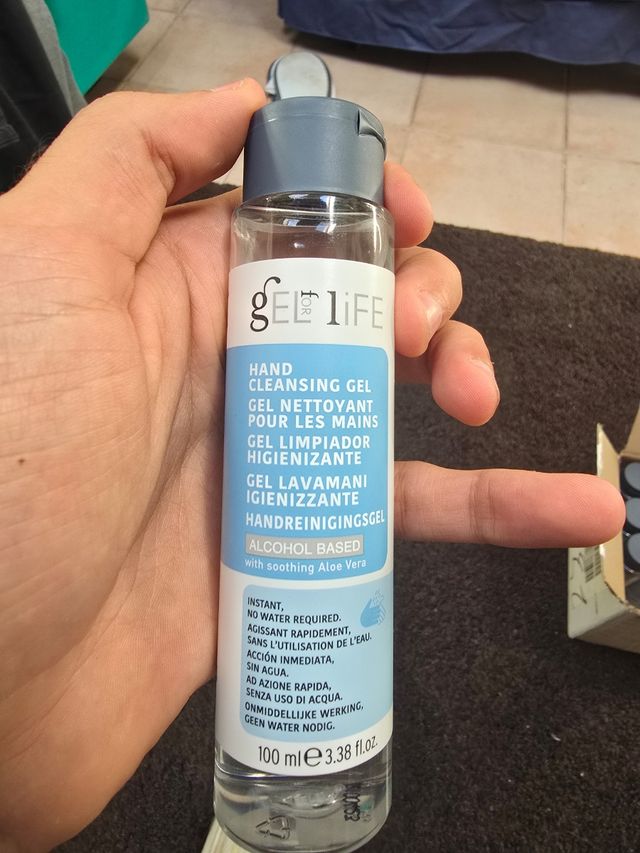 gEL FOR LiFE
HAND
CLEANSING GEL
GEL NETTOYANT
POUR LES MAINS
GEL LIMPIADOR
HIGIENIZANTE
GEL LAVAMANI
IGIENIZZANTE
HANDREINIGINGSGEL
ALCOHOL BASED
with soothing Aloe Vera
INSTANT,
NO WATER REQUIRED.
AGISSANT RAPIDEMENT,
SANS L'UTILISATION DE L'EAU.
ACCIÓN INMEDIATA,
SIN AGUA.
AD AZIONE RAPIDA,
SENZA USO DI ACQUA.
ONMIDDELLIJKE WERKING,
GEEN WATER NODIG.
100 ml e 3.38 fl.oz.